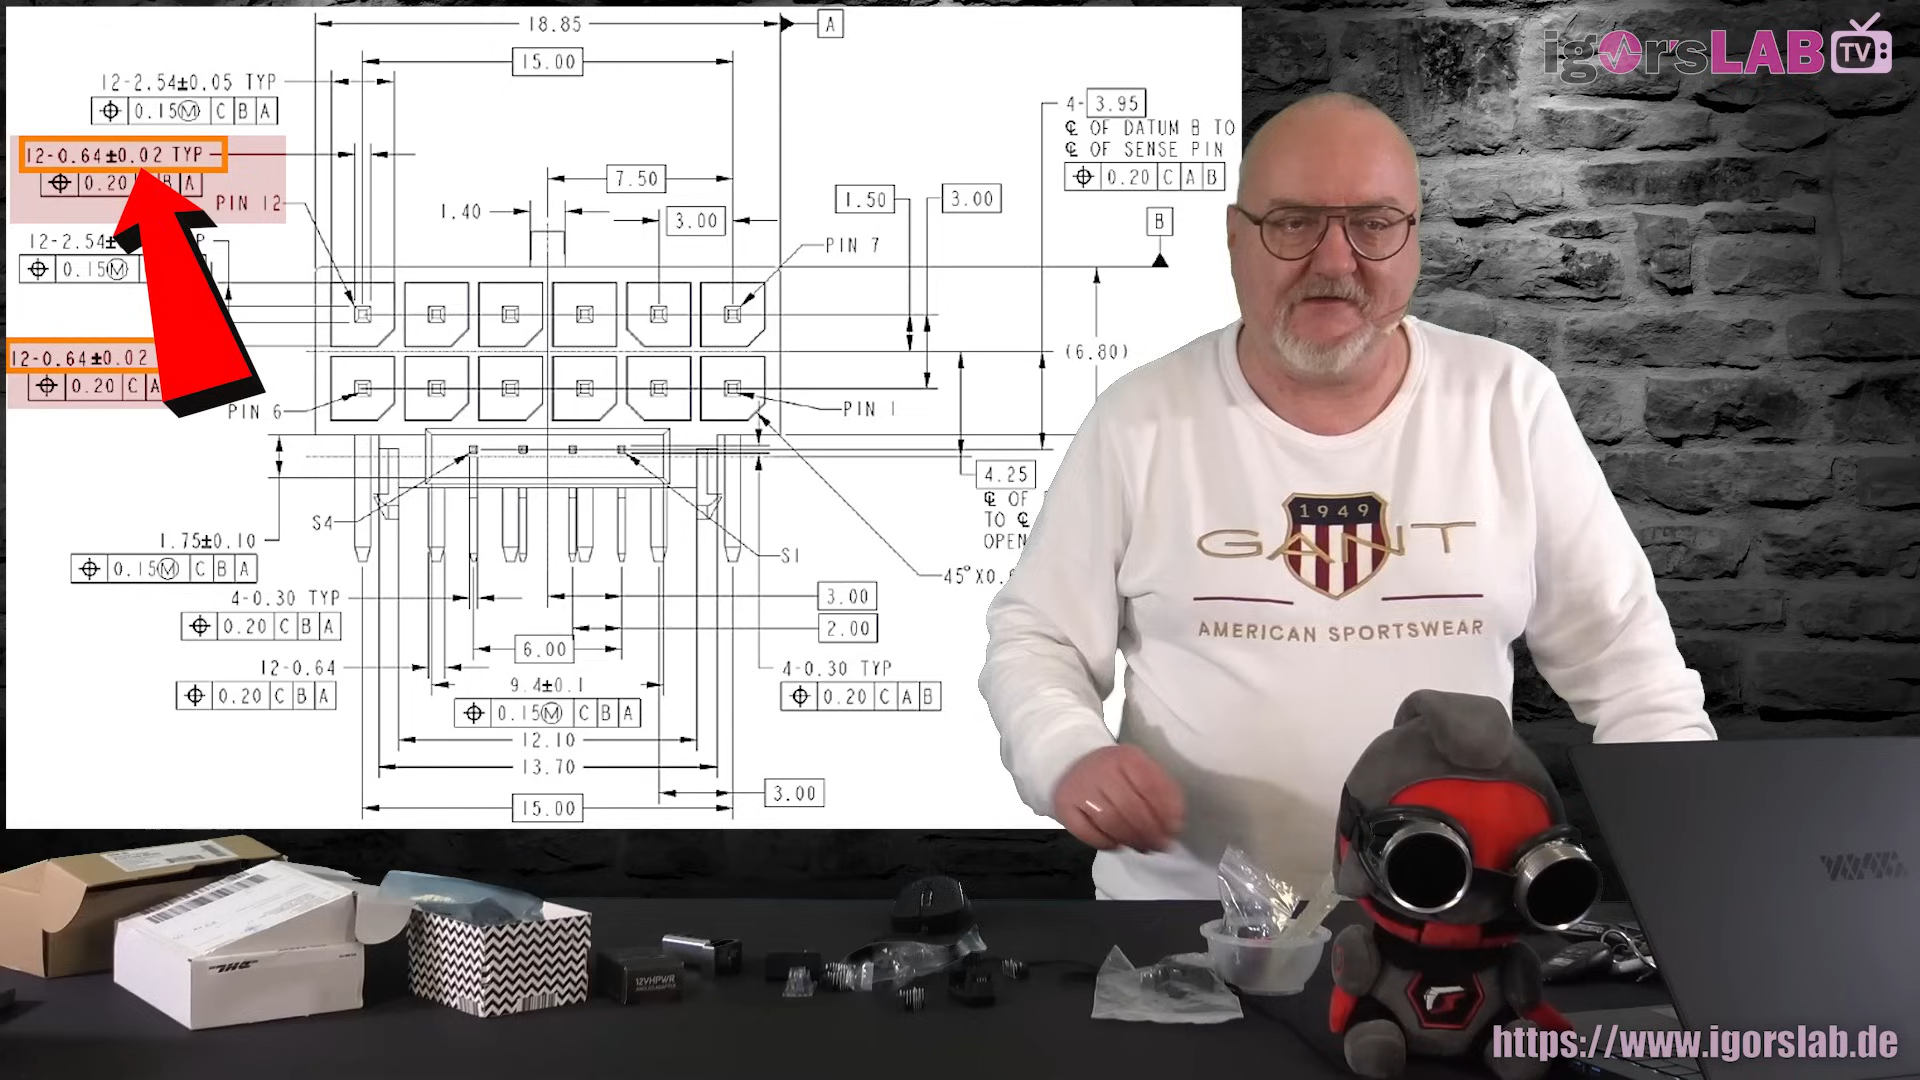 18.85
A
igor'sLAB
TV
15.00
12-2.54±0.05 TYP
0.15Ⓜ C B A
4- 3.95
℄ OF DATUM B TO
℄ OF SENSE PIN
0.20 C A B
12-0.64±0.02 TYP
0.20 B A
7.50
PIN 12
1.40
3.00
1.50
3.00
B
12-2.54± P
0.15Ⓜ
PIN 7
12-0.64±0.02
0.20 C A
(6.80)
PIN 6
PIN 1
4.25
℄ OF
TO ℄
OPEN
S4
1949
GANT
AMERICAN SPORTSWEAR
1.75±0.10
0.15Ⓜ C B A
S1
45° X0.
4-0.30 TYP
0.20 C B A
3.00
2.00
6.00
12-0.64
0.20 C B A
4-0.30 TYP
0.20 C A B
9.4±0.1
0.15Ⓜ C B A
12.10
13.70
3.00
15.00
12VHPWR
https://www.igorslab.de